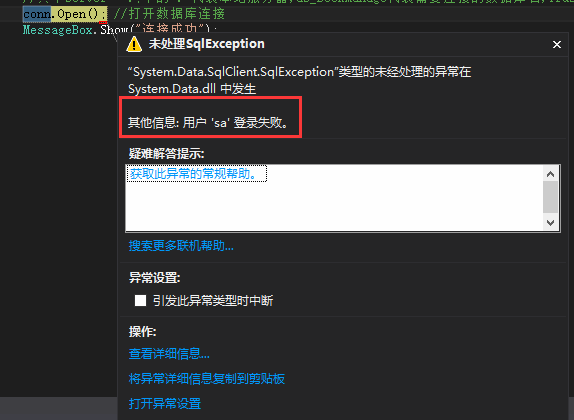 conn.Open(); //打开数据库连接
MessageBox.Show("连接成功");
未处理SqlException
“System.Data.SqlClient.SqlException”类型的未经处理的异常在
System.Data.dll 中发生
其他信息: 用户 'sa' 登录失败。
疑难解答提示:
获取此异常的常规帮助。
搜索更多联机帮助...
异常设置:
引发此异常类型时中断
操作:
查看详细信息...
将异常详细信息复制到剪贴板
打开异常设置